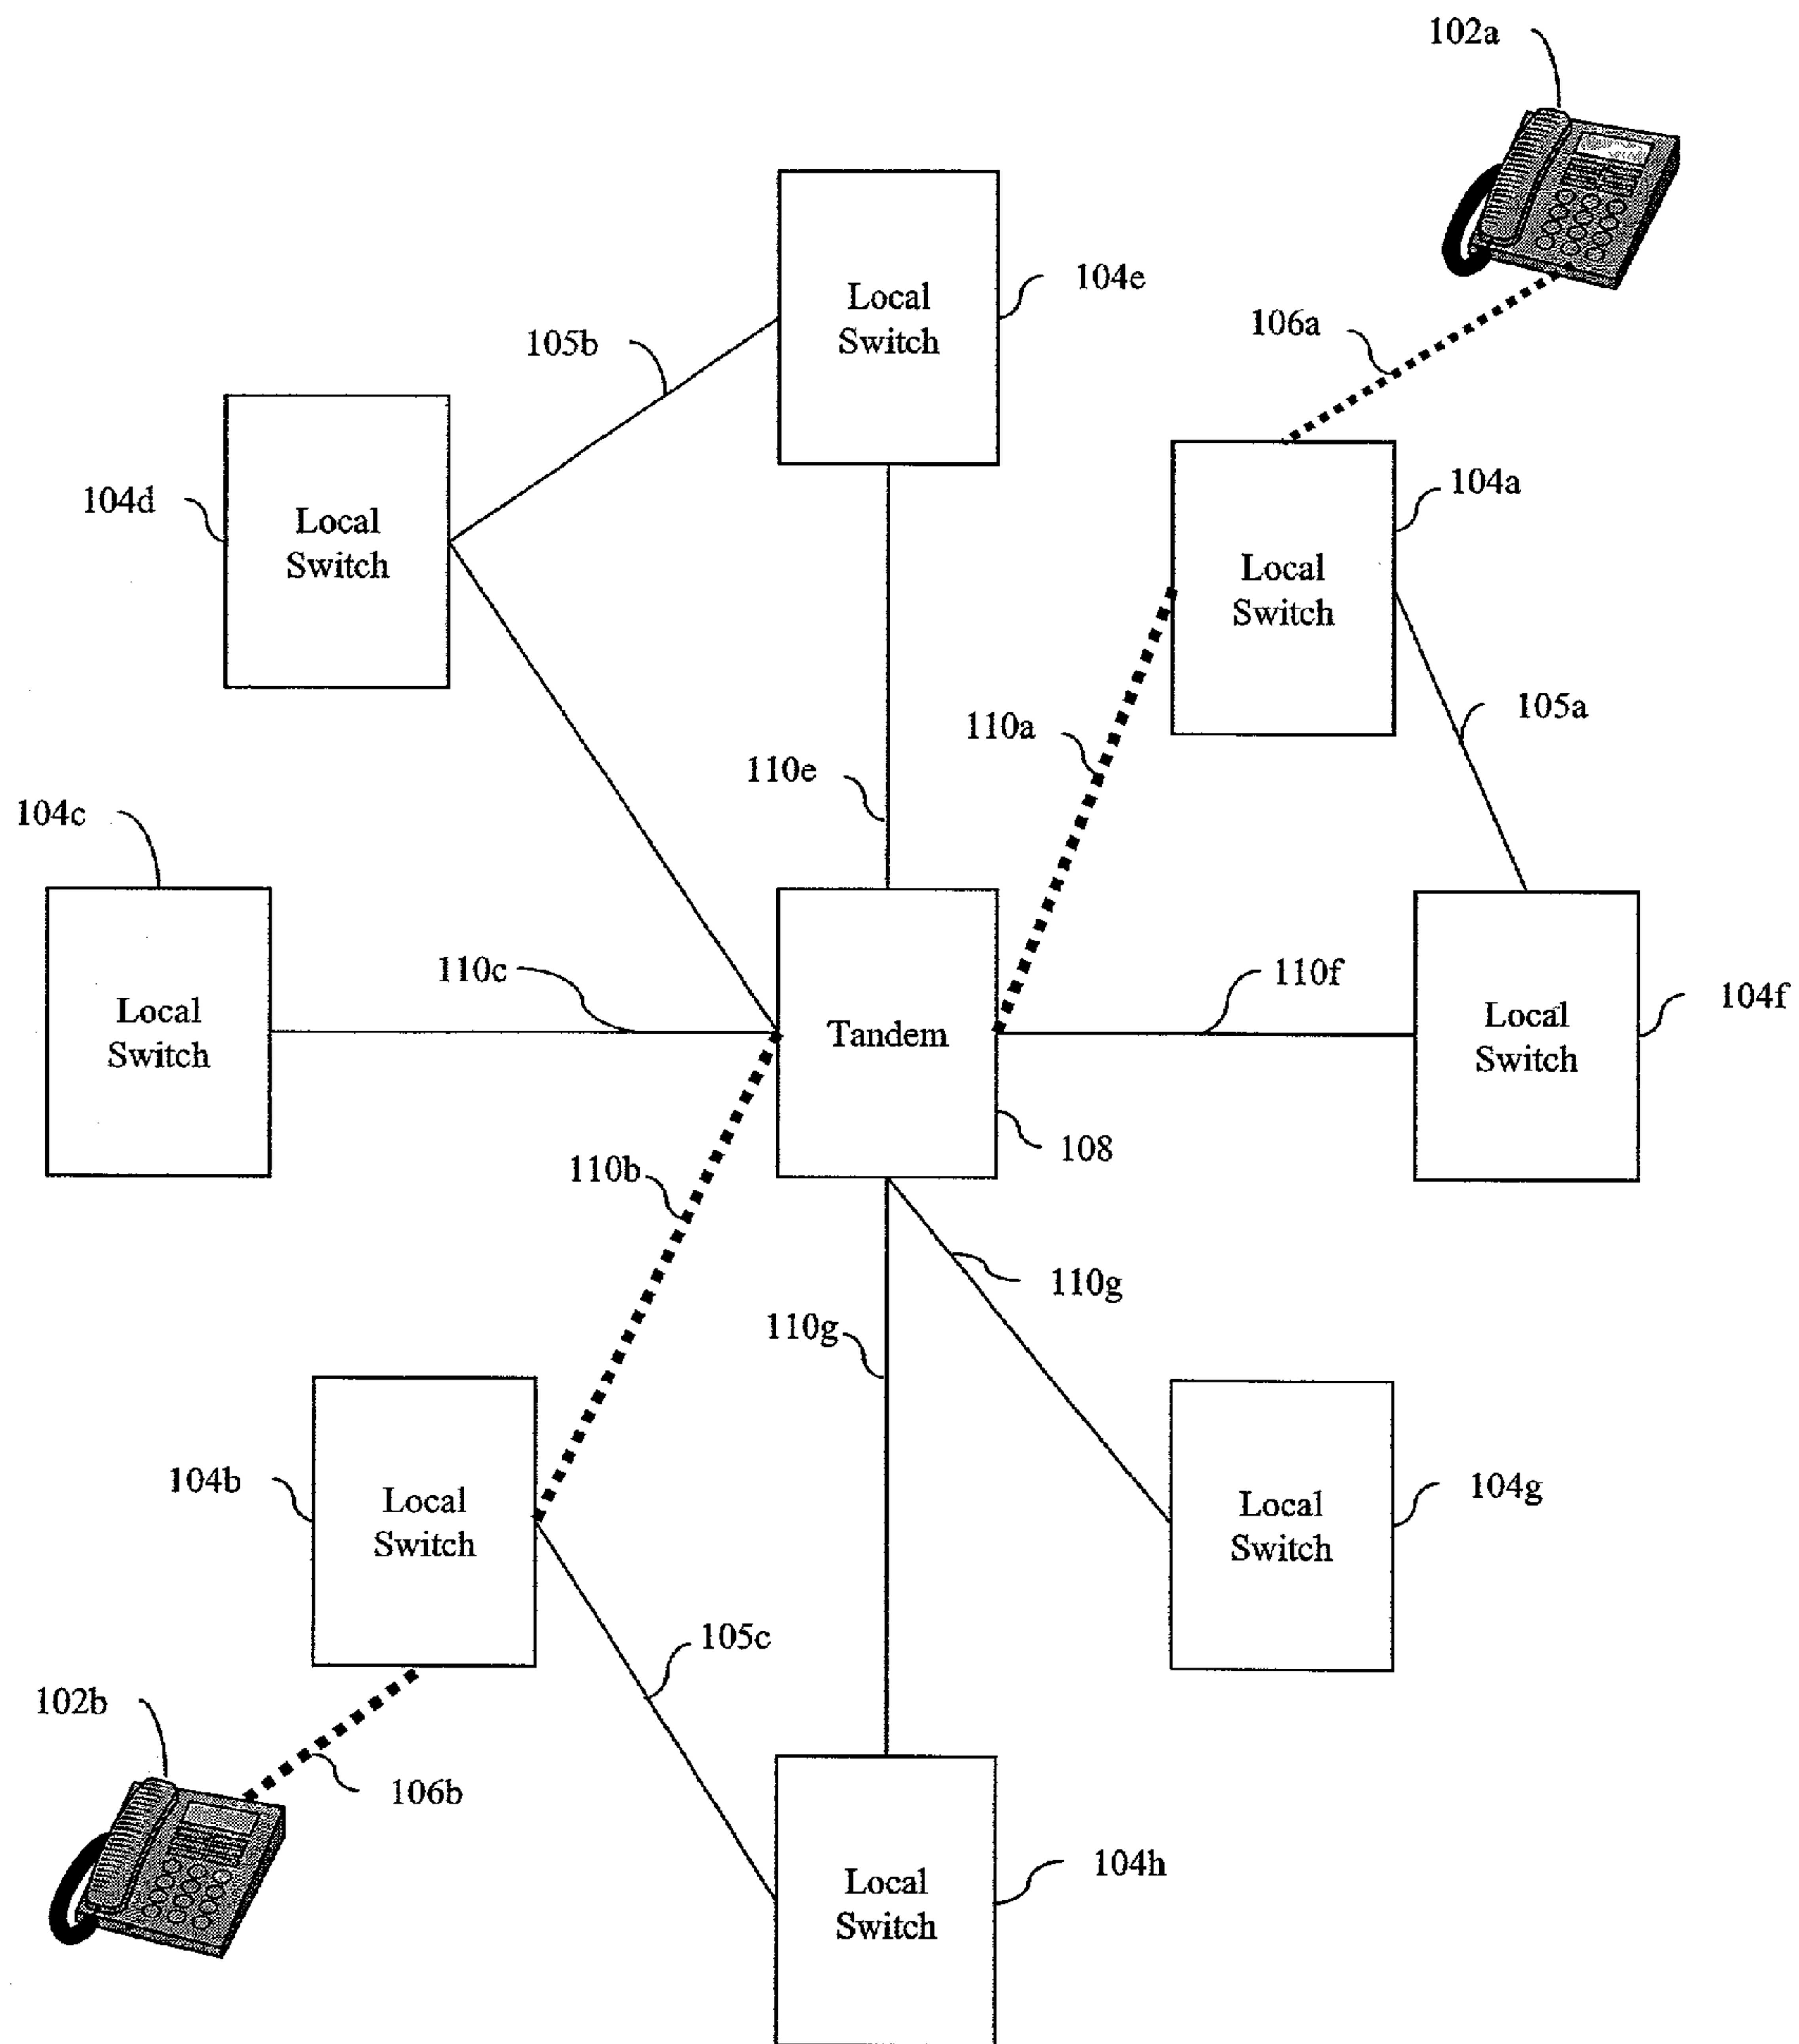 102a
Local
Switch
104e
106a
105b
104d
Local
Switch
104a
Local
Switch
105a
110a
110e
104c
110c
110f
104f
Local
Switch
Tandem
Local
Switch
108
110b
110g
110g
104b
Local
Switch
104g
Local
Switch
105c
102b
106b
104h
Local
Switch